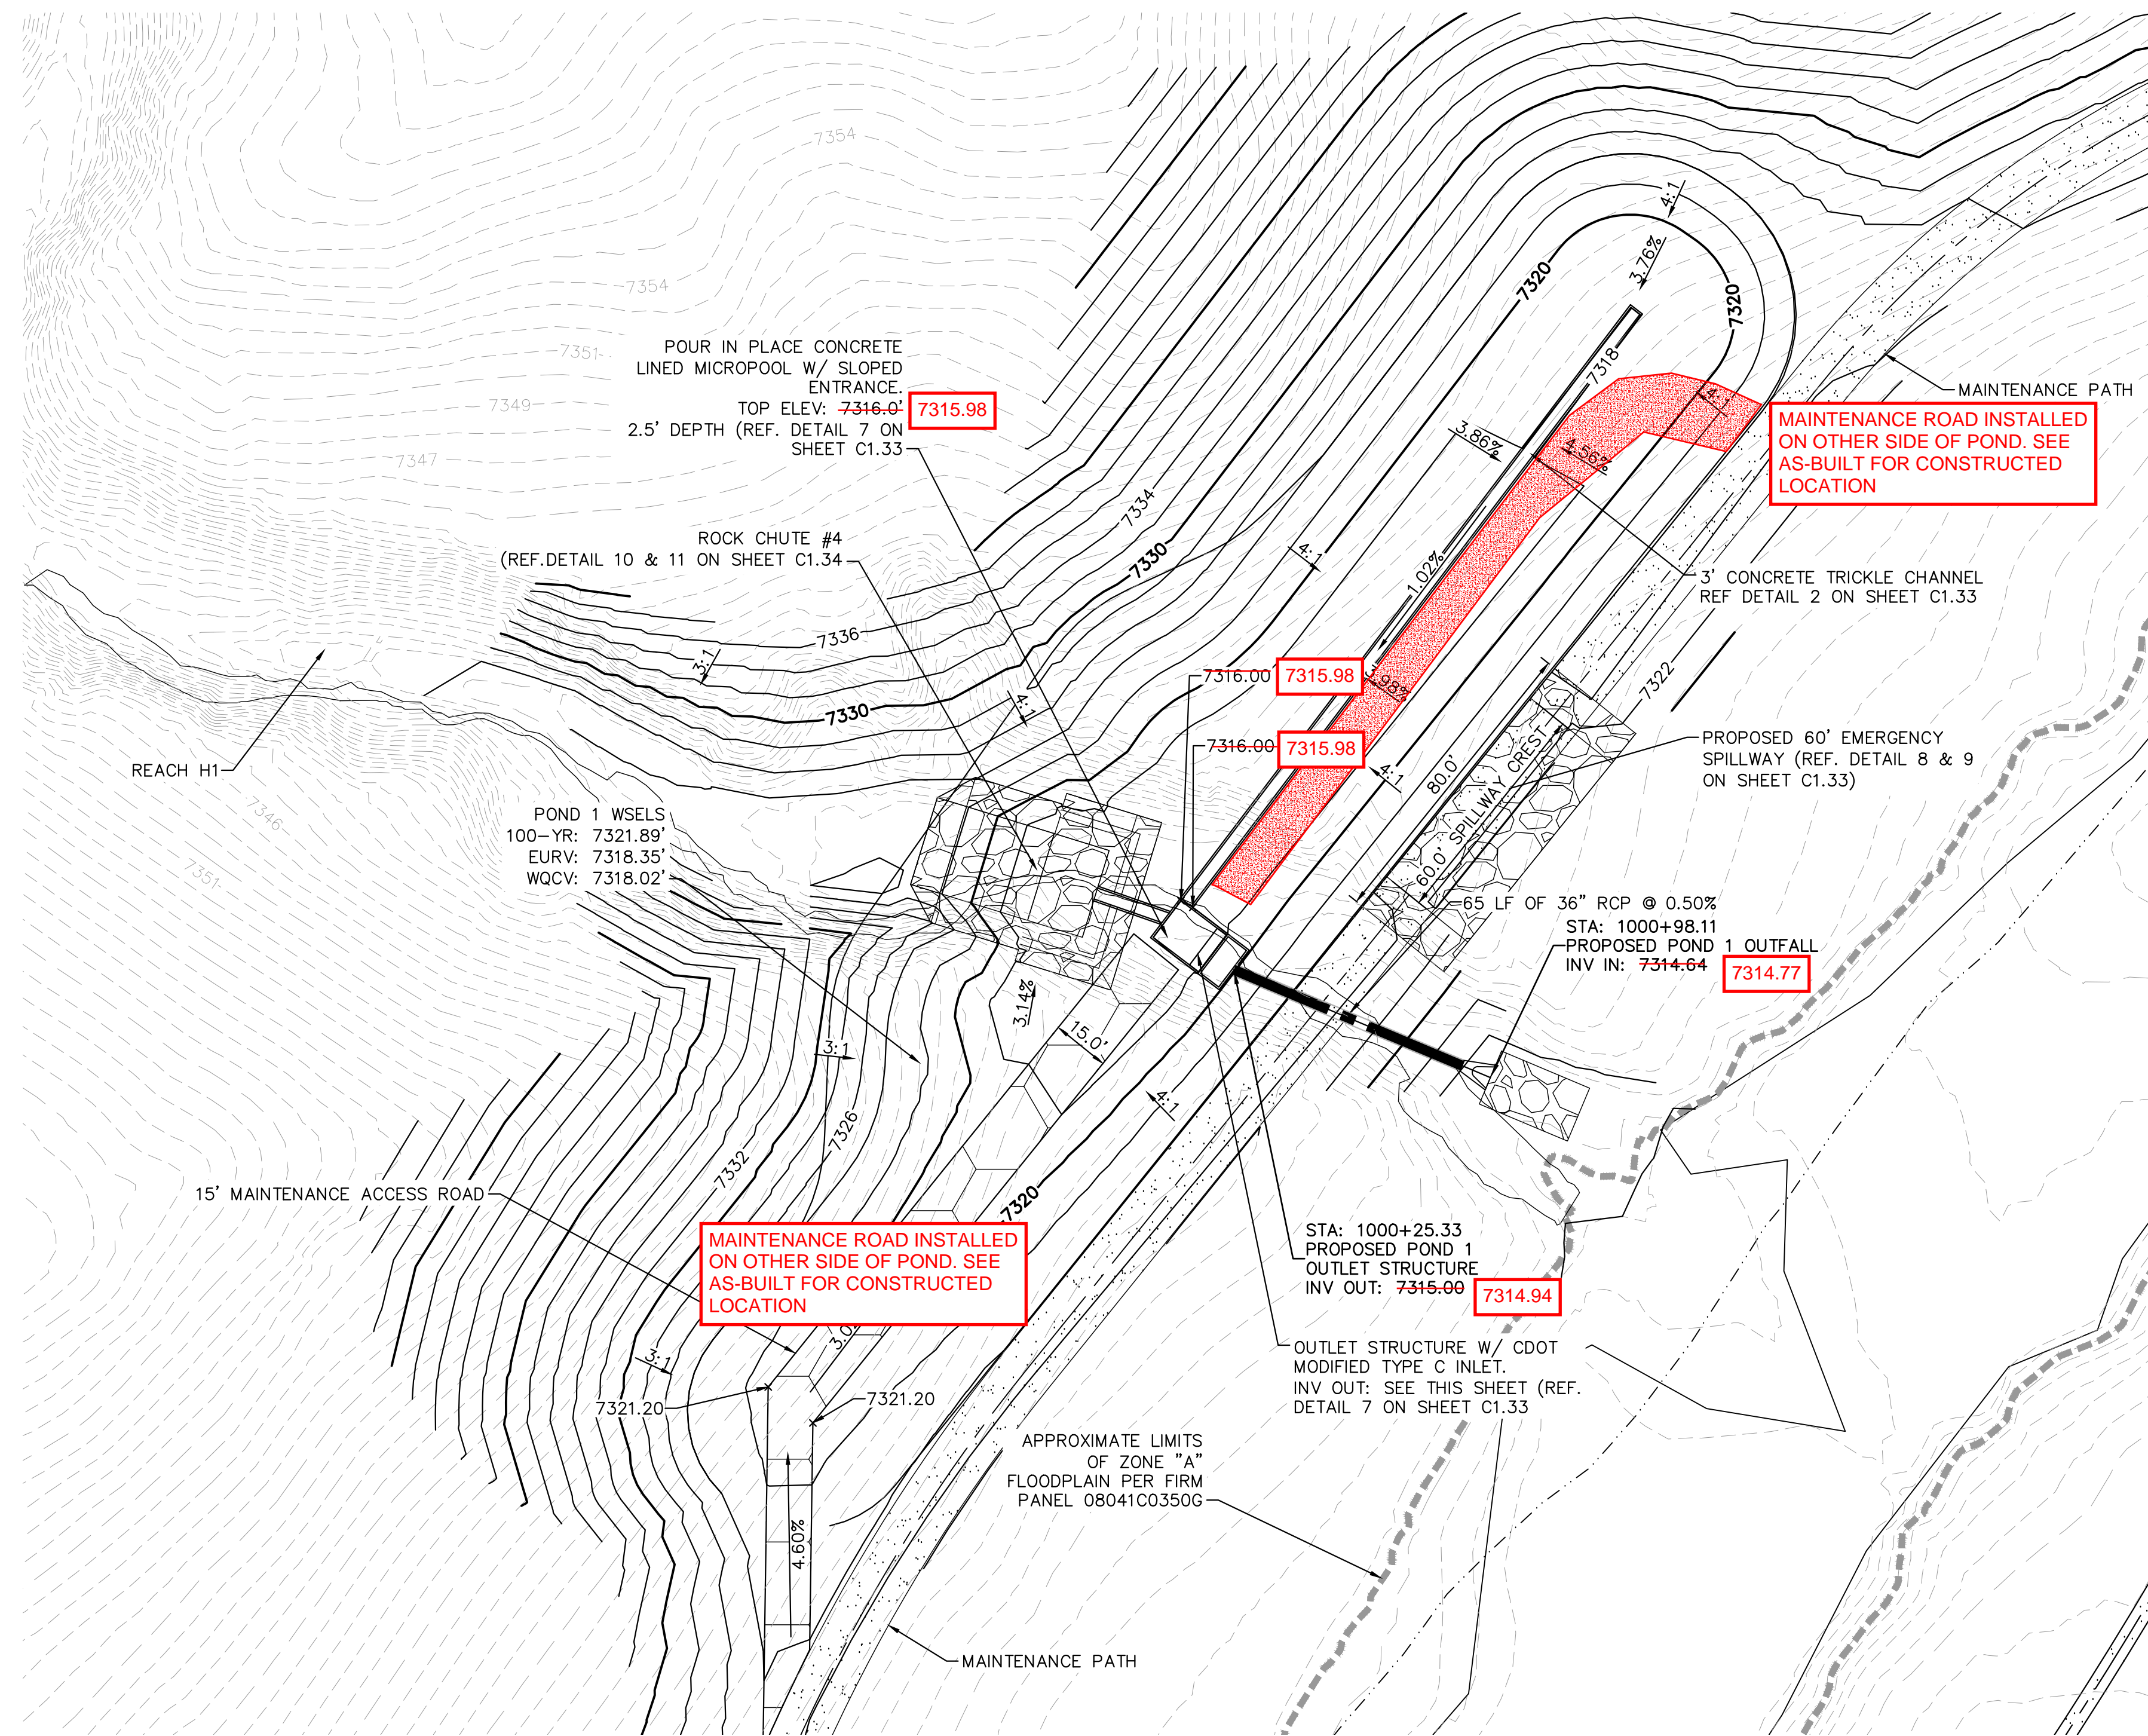 7354
4:1
3.76%
7354
7320
7320
7351
POUR IN PLACE CONCRETE
LINED MICROPOOL W/ SLOPED
ENTRANCE.
TOP ELEV: 7316.0' 7315.98
2.5' DEPTH (REF. DETAIL 7 ON
SHEET C1.33
7318
4:1
MAINTENANCE PATH
7349
MAINTENANCE ROAD INSTALLED
ON OTHER SIDE OF POND. SEE
AS-BUILT FOR CONSTRUCTED
LOCATION
3.86%
4.56%
7347
7334
ROCK CHUTE #4
(REF.DETAIL 10 & 11 ON SHEET C1.34
7330
4:1
1.02%
3' CONCRETE TRICKLE CHANNEL
REF DETAIL 2 ON SHEET C1.33
7336
3:1
7316.00 7315.98
3.98%
7322
4:1
7330
7316.00 7315.98
PROPOSED 60' EMERGENCY
SPILLWAY (REF. DETAIL 8 & 9
ON SHEET C1.33)
REACH H1
4:1
80.0'
60.0' SPILLWAY CREST
7346
POND 1 WSELS
100-YR: 7321.89'
EURV: 7318.35'
WQCV: 7318.02'
7351
65 LF OF 36" RCP @ 0.50%
STA: 1000+98.11
PROPOSED POND 1 OUTFALL
INV IN: 7314.64 7314.77
3.14%
15.0'
3:1
4:1
7326
7332
15' MAINTENANCE ACCESS ROAD
7320
MAINTENANCE ROAD INSTALLED
ON OTHER SIDE OF POND. SEE
AS-BUILT FOR CONSTRUCTED
LOCATION
STA: 1000+25.33
PROPOSED POND 1
OUTLET STRUCTURE
INV OUT: 7315.00 7314.94
3.0
3:1
OUTLET STRUCTURE W/ CDOT
MODIFIED TYPE C INLET.
INV OUT: SEE THIS SHEET (REF.
DETAIL 7 ON SHEET C1.33
7321.20
7321.20
APPROXIMATE LIMITS
OF ZONE "A"
FLOODPLAIN PER FIRM
PANEL 08041C0350G
4.60%
MAINTENANCE PATH